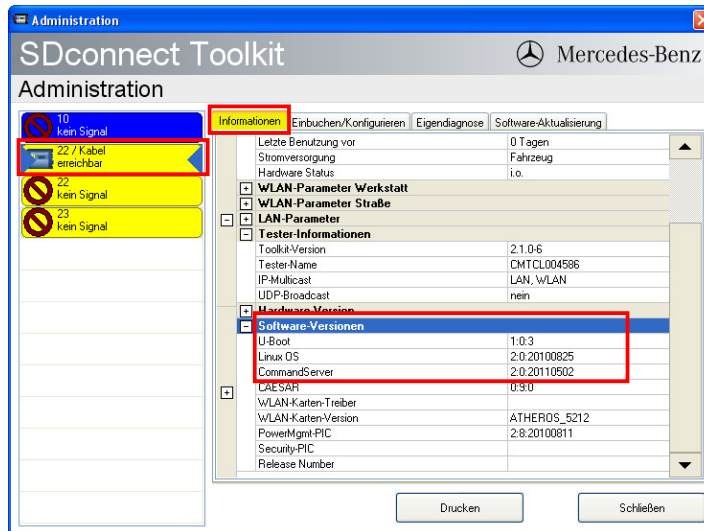 Administration
SDconnect Toolkit
Mercedes-Benz
Administration
10
kein Signal
22 / Kabel
erreichbar
22
kein Signal
23
kein Signal
Informationen Einbuchen/Konfigurieren Eigendiagnose Software-Aktualisierung
Letzte Benutzung vor 0 Tagen
Stromversorgung Fahrzeug
Hardware Status i.o.
WLAN-Parameter Werkstatt
WLAN-Parameter Straße
LAN-Parameter
Tester-Informationen
Toolkit-Version 2.1.0-6
Tester-Name CMTCL004586
IP-Multicast LAN, WLAN
UDP-Broadcast nein
Hardware-Version
Software-Versionen
U-Boot 1:0:3
Linux OS 2:0:20100825
CommandServer 2:0:20110502
CAESAR 0:9:0
WLAN-Karten-Treiber
WLAN-Karten-Version ATHEROS_5212
PowerMgmt-PIC 2:8:20100811
Security-PIC
Release Number
Drucken Schließen